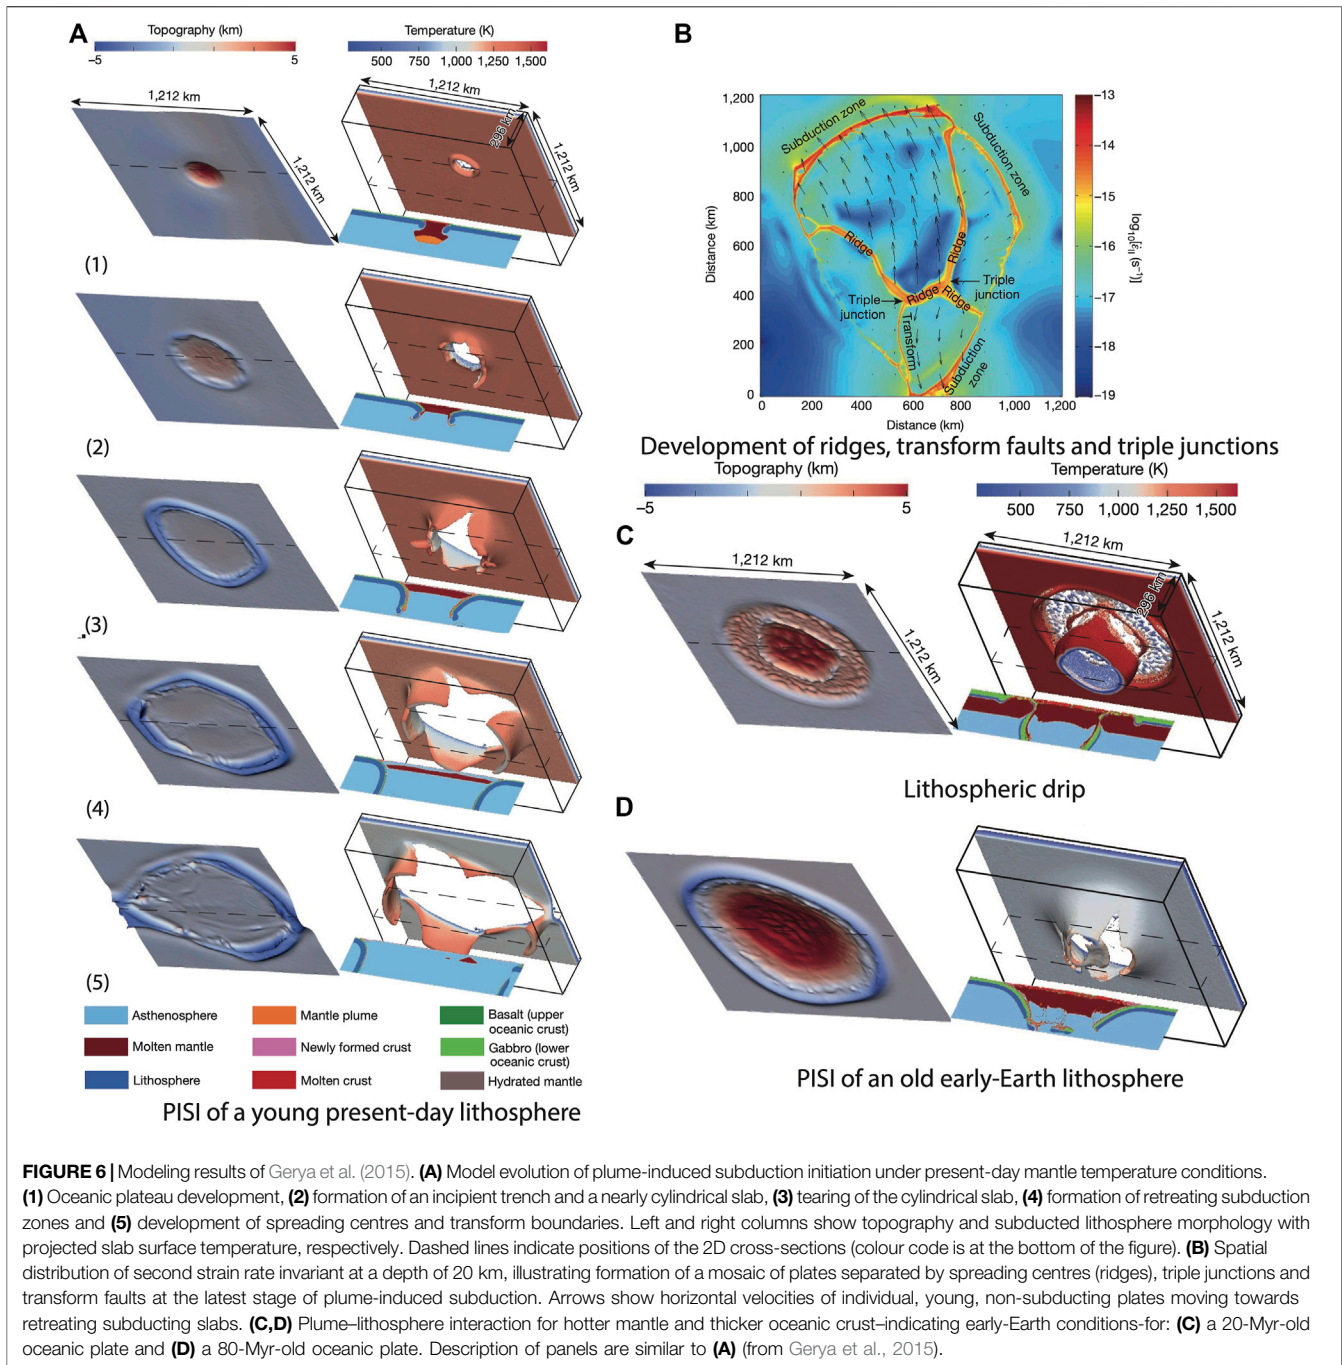 A
Topography (km)
−5 5
Temperature (K)
500 750 1,000 1,250 1,500
1,212 km
1,212 km
1,212 km
296 km
1,212 km
(1)
(2)
(3)
(4)
(5)
Asthenosphere
Molten mantle
Lithosphere
Mantle plume
Newly formed crust
Molten crust
Basalt (upper
oceanic crust)
Gabbro (lower
oceanic crust)
Hydrated mantle
PISI of a young present-day lithosphere
B
1,200
1,000
800
600
400
200
0
Distance (km)
0 200 400 600 800 1,000 1,200
Distance (km)
Subduction zone
Subduction zone
Ridge
Ridge
Triple
junction
Triple
junction
Ridge
Ridge
Transform
Subduction
zone
−13
−14
−15
−16
−17
−18
−19
log₁₀[ε̇II (s⁻¹)]
Development of ridges, transform faults and triple junctions
Topography (km)
−5 5
Temperature (K)
500 750 1,000 1,250 1,500
C
1,212 km
1,212 km
1,212 km
296 km
1,212 km
Lithospheric drip
D
PISI of an old early-Earth lithosphere
FIGURE 6 | Modeling results of Gerya et al. (2015). (A) Model evolution of plume-induced subduction initiation under present-day mantle temperature conditions.
(1) Oceanic plateau development, (2) formation of an incipient trench and a nearly cylindrical slab, (3) tearing of the cylindrical slab, (4) formation of retreating subduction
zones and (5) development of spreading centres and transform boundaries. Left and right columns show topography and subducted lithosphere morphology with
projected slab surface temperature, respectively. Dashed lines indicate positions of the 2D cross-sections (colour code is at the bottom of the figure). (B) Spatial
distribution of second strain rate invariant at a depth of 20 km, illustrating formation of a mosaic of plates separated by spreading centres (ridges), triple junctions and
transform faults at the latest stage of plume-induced subduction. Arrows show horizontal velocities of individual, young, non-subducting plates moving towards
retreating subducting slabs. (C,D) Plume–lithosphere interaction for hotter mantle and thicker oceanic crust–indicating early-Earth conditions-for: (C) a 20-Myr-old
oceanic plate and (D) a 80-Myr-old oceanic plate. Description of panels are similar to (A) (from Gerya et al., 2015).